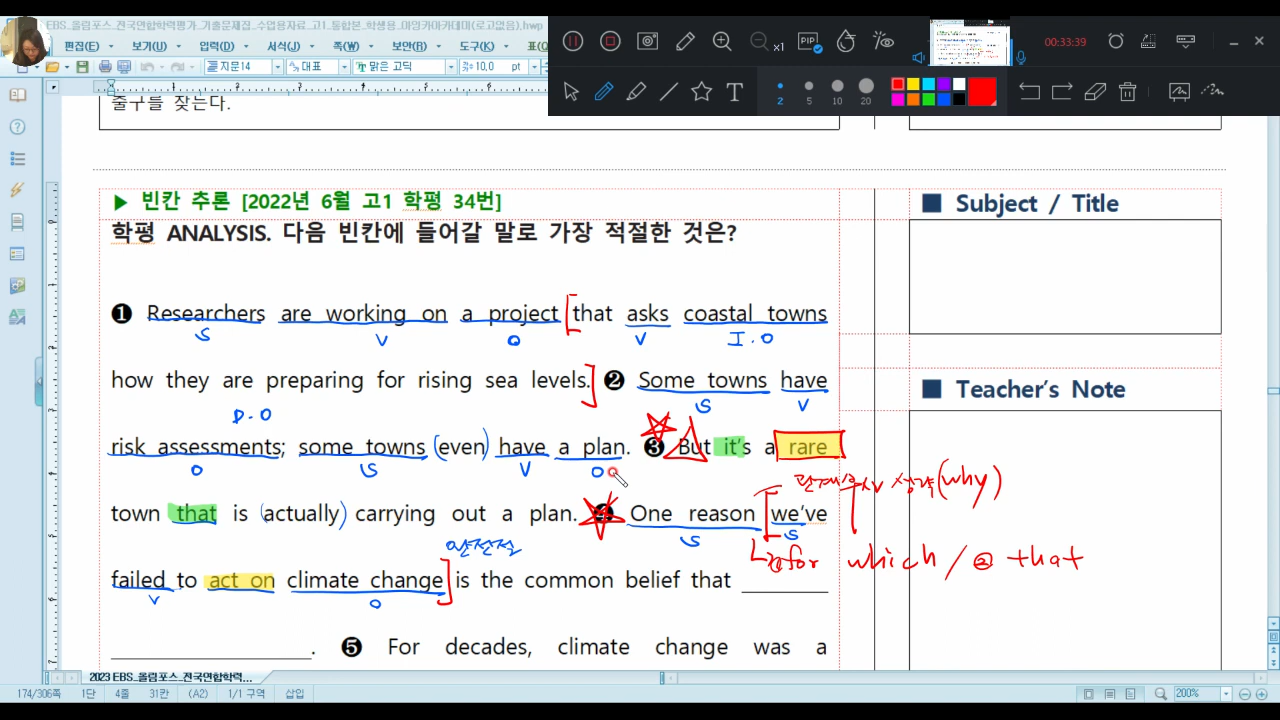 EBS_올림포스_전국연합학력평가_기출문제집_수업용자료_고1_통합본_학생용_아잉카아카데미(로고없음).hwp
편집(E) 보기(V) 입력(D) 서식(J) 쪽(W) 보안(R) 도구(K) 표(Q)
지문14 대표 맑은 고딕 10.0 pt
x1 PIP 00:33:39
2 5 10 20
출구를 찾는다.
▶ 빈칸 추론 [2022년 6월 고1 학평 34번]
Subject / Title
학평 ANALYSIS. 다음 빈칸에 들어갈 말로 가장 적절한 것은?
❶ Researchers are working on a project [that asks coastal towns
S V O V I.O
how they are preparing for rising sea levels.] ❷ Some towns have
D.O S V
Teacher's Note
risk assessments; some towns (even) have a plan. ❸ But it's a rare
O S V O
(why)
town that is (actually) carrying out a plan. One reason [we've
S S
for which / that
failed to act on climate change] is the common belief that
V O
. ❺ For decades, climate change was a
2023 EBS_올림포스_전국연합학력...
174/306쪽 1단 4줄 31칸 (A2) 1/1 구역 삽입 200%